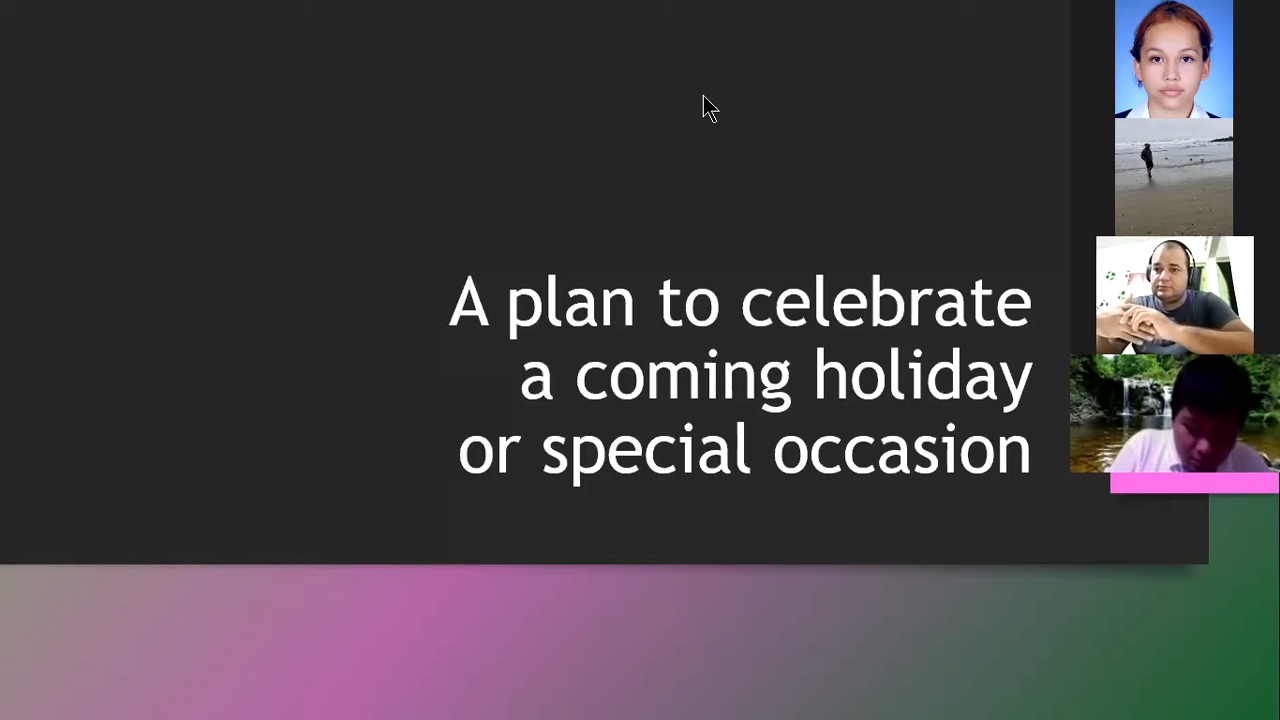 A plan to celebrate
a coming holiday
or special occasion